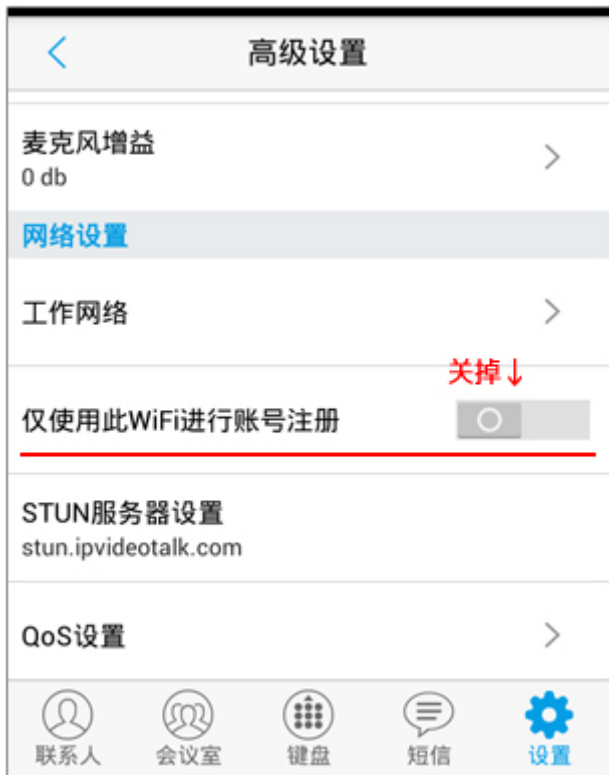 高级设置
麦克风增益
0 db
网络设置
工作网络
关掉↓
仅使用此WiFi进行账号注册
STUN服务器设置
stun.ipvideotalk.com
QoS设置
联系人 会议室 键盘 短信 设置